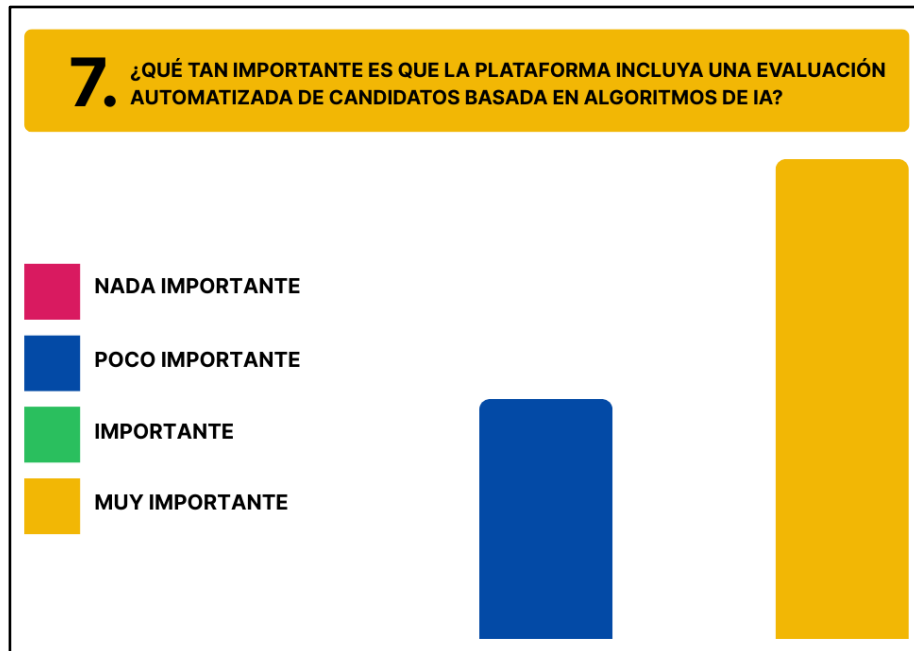 7. ¿QUÉ TAN IMPORTANTE ES QUE LA PLATAFORMA INCLUYA UNA EVALUACIÓN
AUTOMATIZADA DE CANDIDATOS BASADA EN ALGORITMOS DE IA?
NADA IMPORTANTE
POCO IMPORTANTE
IMPORTANTE
MUY IMPORTANTE